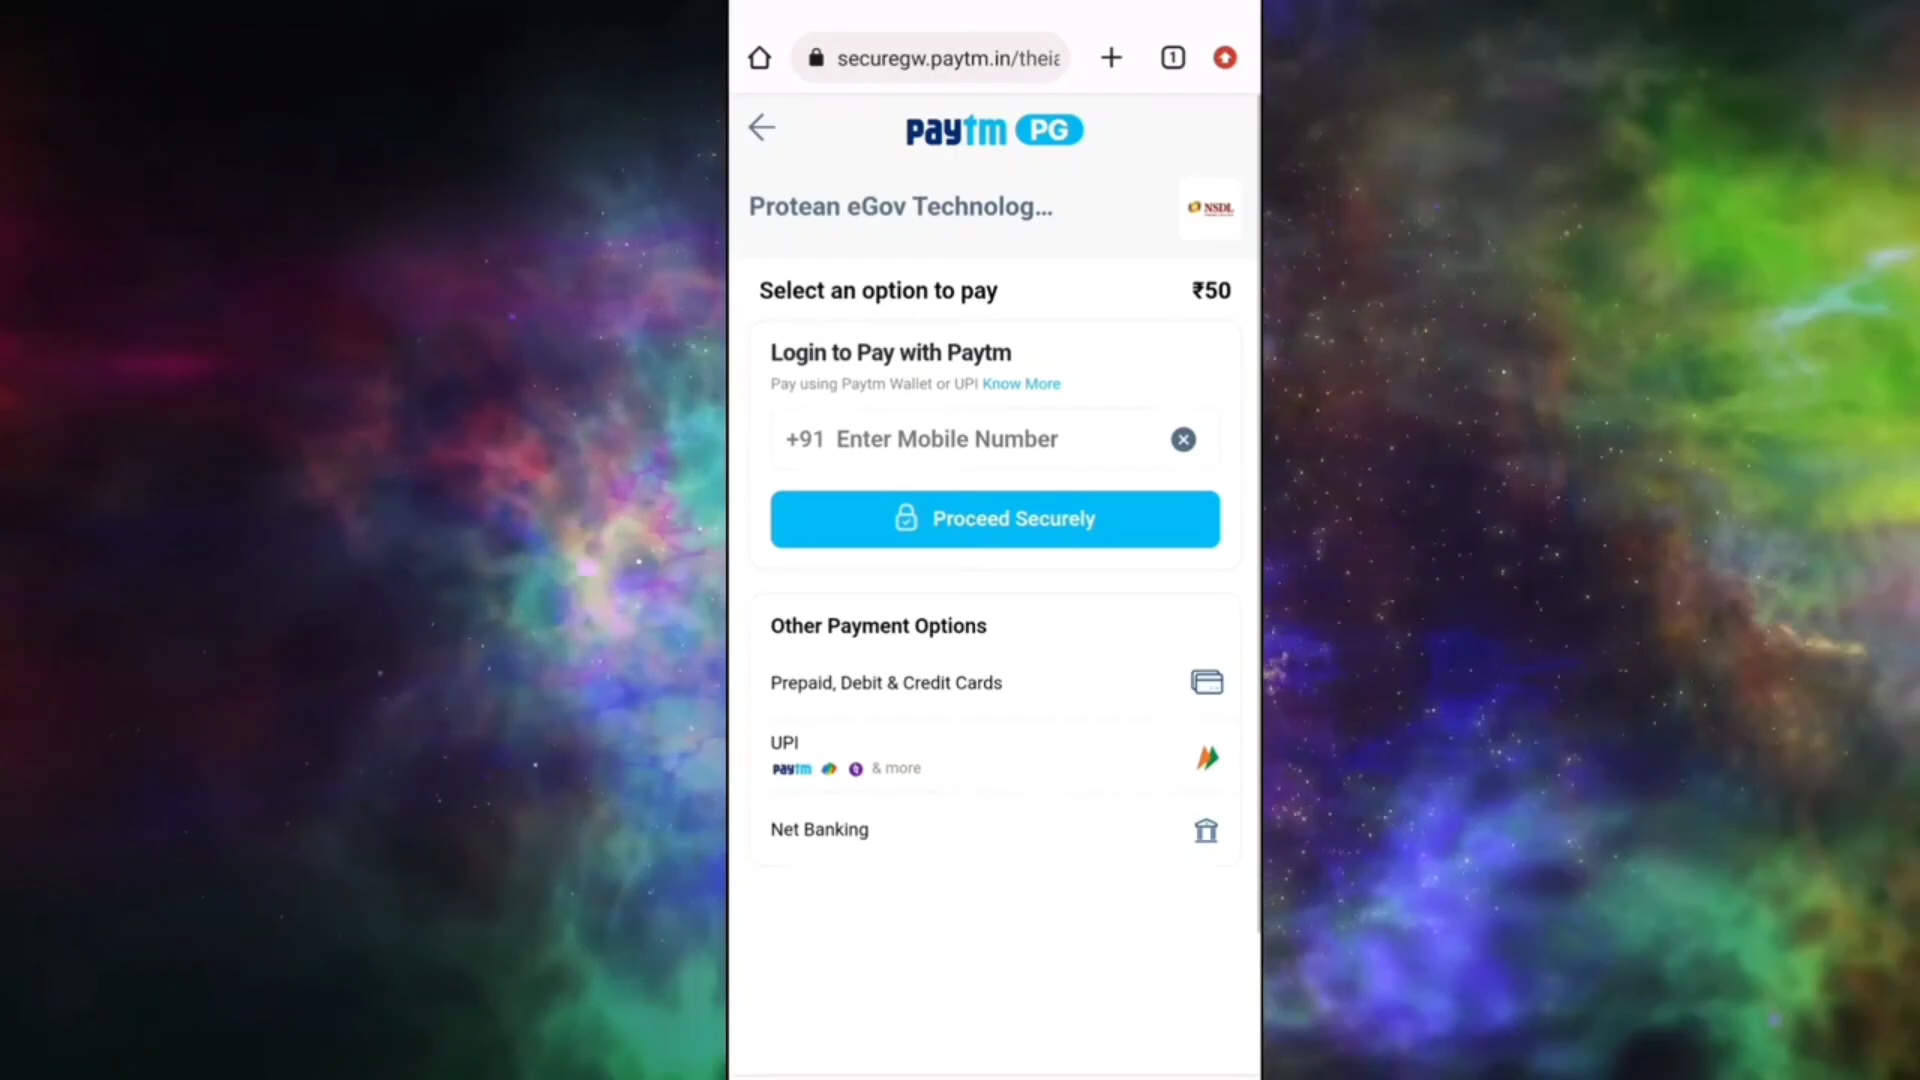 securegw.paytm.in/theia
1
paytm PG
Protean eGov Technolog...
NSDL
Select an option to pay
₹50
Login to Pay with Paytm
Pay using Paytm Wallet or UPI Know More
+91 Enter Mobile Number
Proceed Securely
Other Payment Options
Prepaid, Debit & Credit Cards
UPI
paytm & more
Net Banking